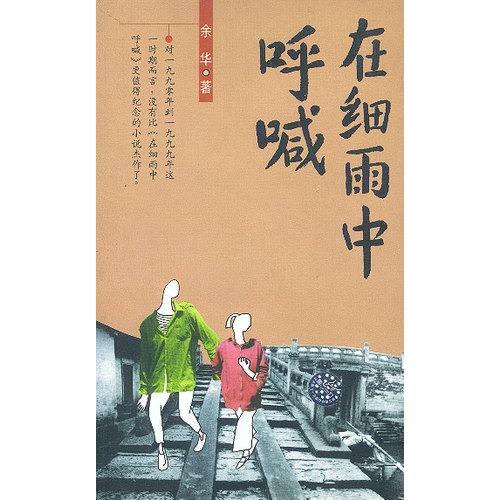 在细雨中
呼喊
余华
著
对一九九零年到一九九九年这
一时期而言，没有比《在细雨中
呼喊》更值得纪念的小说杰作了。